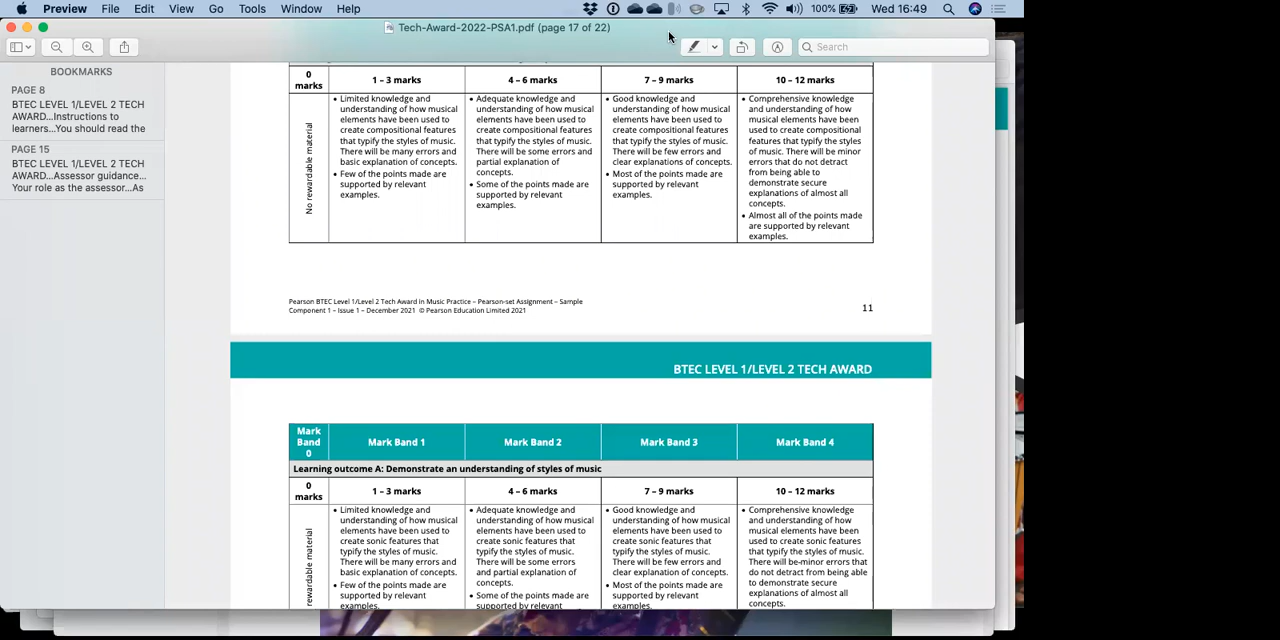 Preview File Edit View Go Tools Window Help 100% Wed 16:49
Tech-Award-2022-PSA1.pdf (page 17 of 22)
Search
BOOKMARKS
PAGE 8
BTEC LEVEL 1/LEVEL 2 TECH
AWARD...Instructions to
learners...You should read the
PAGE 15
BTEC LEVEL 1/LEVEL 2 TECH
AWARD...Assessor guidance...
Your role as the assessor...As
0
marks
1 – 3 marks
4 – 6 marks
7 – 9 marks
10 – 12 marks
No rewardable material
• Limited knowledge and
understanding of how musical
elements have been used to
create compositional features
that typify the styles of music.
There will be many errors and
basic explanation of concepts.
• Few of the points made are
supported by relevant
examples.
• Adequate knowledge and
understanding of how musical
elements have been used to
create compositional features
that typify the styles of music.
There will be some errors and
partial explanation of
concepts.
• Some of the points made are
supported by relevant
examples.
• Good knowledge and
understanding of how musical
elements have been used to
create compositional features
that typify the styles of music.
There will be few errors and
clear explanations of concepts.
• Most of the points made are
supported by relevant
examples.
• Comprehensive knowledge
and understanding of how
musical elements have been
used to create compositional
features that typify the styles
of music. There will be minor
errors that do not detract
from being able to
demonstrate secure
explanations of almost all
concepts.
• Almost all of the points made
are supported by relevant
examples.
Pearson BTEC Level 1/Level 2 Tech Award in Music Practice – Pearson-set Assignment – Sample
Component 1 – Issue 1 – December 2021 © Pearson Education Limited 2021
11
BTEC LEVEL 1/LEVEL 2 TECH AWARD
Mark
Band
0
Mark Band 1
Mark Band 2
Mark Band 3
Mark Band 4
Learning outcome A: Demonstrate an understanding of styles of music
0
marks
1 – 3 marks
4 – 6 marks
7 – 9 marks
10 – 12 marks
rewardable material
• Limited knowledge and
understanding of how musical
elements have been used to
create sonic features that
typify the styles of music.
There will be many errors and
basic explanation of concepts.
• Few of the points made are
supported by relevant
examples.
• Adequate knowledge and
understanding of how musical
elements have been used to
create sonic features that
typify the styles of music.
There will be some errors
and partial explanation of
concepts.
• Some of the points made are
supported by relevant
• Good knowledge and
understanding of how musical
elements have been used to
create sonic features that
typify the styles of music.
There will be few errors and
clear explanation of concepts.
• Most of the points made are
supported by relevant
examples.
• Comprehensive knowledge
and understanding of how
musical elements have been
used to create sonic features
that typify the styles of music.
There will be-minor errors that
do not detract from being able
to demonstrate secure
explanations of almost all
concepts.